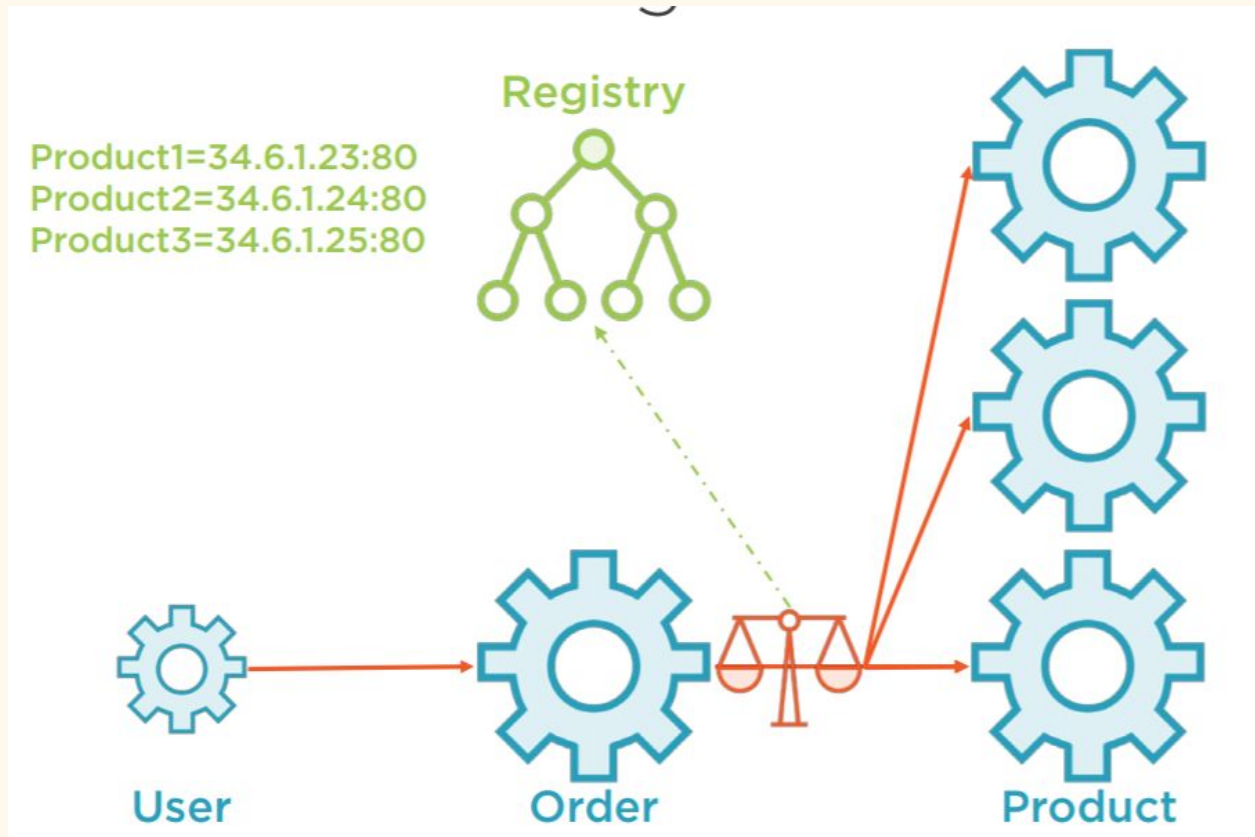 Registry
Product1=34.6.1.23:80
Product2=34.6.1.24:80
Product3=34.6.1.25:80
User
Order
Product